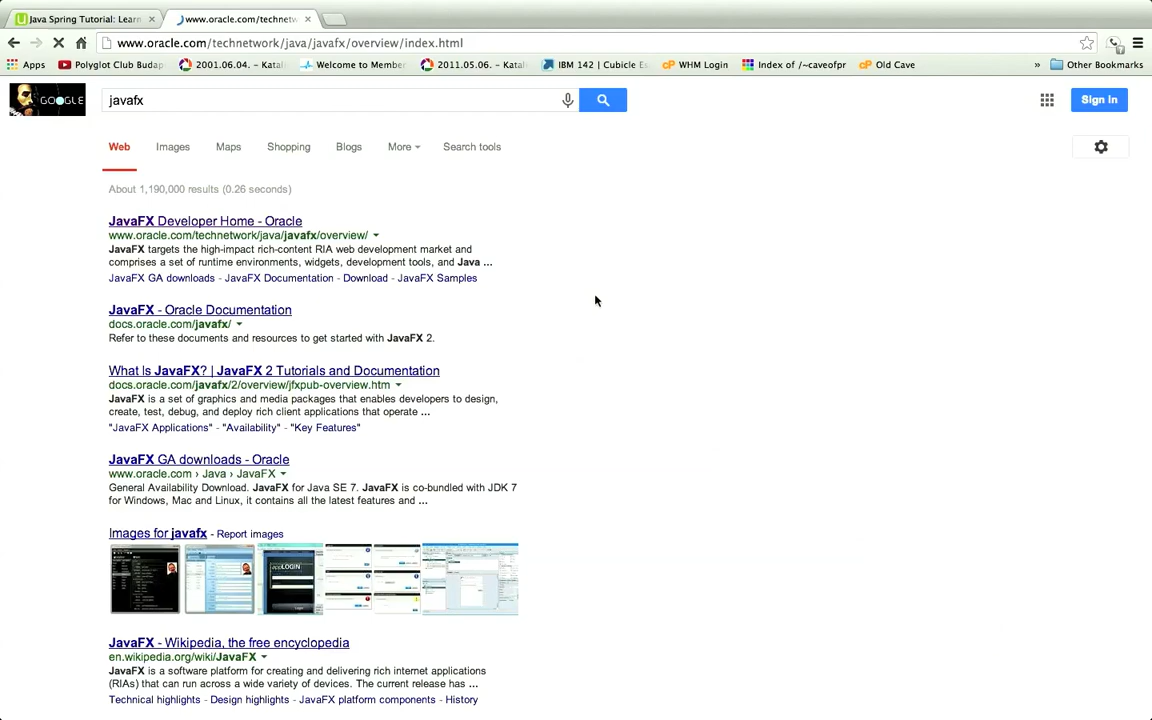 Java Spring Tutorial: Learn
www.oracle.com/technetw
www.oracle.com/technetwork/java/javafx/overview/index.html
Apps Polyglot Club Budap 2001.06.04. - Katali Welcome to Member 2011.05.06. - Katal IBM 142 | Cubicle Es WHM Login Index of /~caveofpr Old Cave » Other Bookmarks
GOOGLE javafx Sign in
Web Images Maps Shopping Blogs More Search tools
About 1,190,000 results (0.26 seconds)
JavaFX Developer Home - Oracle
www.oracle.com/technetwork/java/javafx/overview/
JavaFX targets the high-impact rich-content RIA web development market and
comprises a set of runtime environments, widgets, development tools, and Java ...
JavaFX GA downloads - JavaFX Documentation - Download - JavaFX Samples
JavaFX - Oracle Documentation
docs.oracle.com/javafx/
Refer to these documents and resources to get started with JavaFX 2.
What Is JavaFX? | JavaFX 2 Tutorials and Documentation
docs.oracle.com/javafx/2/overview/jfxpub-overview.htm
JavaFX is a set of graphics and media packages that enables developers to design,
create, test, debug, and deploy rich client applications that operate ...
"JavaFX Applications" - "Availability" - "Key Features"
JavaFX GA downloads - Oracle
www.oracle.com › Java › JavaFX
General Availability Download. JavaFX for Java SE 7. JavaFX is co-bundled with JDK 7
for Windows, Mac and Linux, it contains all the latest features and ...
Images for javafx - Report images
appLOGIN
JavaFX - Wikipedia, the free encyclopedia
en.wikipedia.org/wiki/JavaFX
JavaFX is a software platform for creating and delivering rich internet applications
(RIAs) that can run across a wide variety of devices. The current release has ...
Technical highlights - Design highlights - JavaFX platform components - History